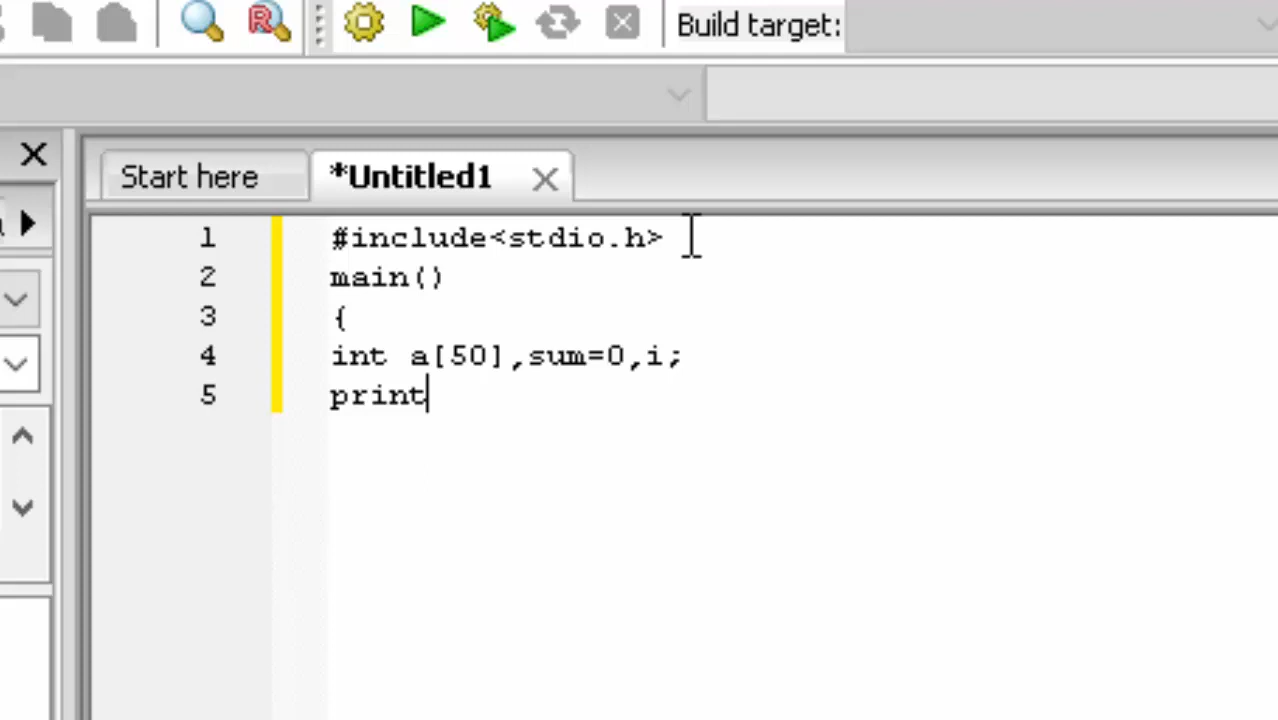 Build target:
Start here
*Untitled1
1 #include<stdio.h>
2 main()
3 {
4 int a[50],sum=0,i;
5 print